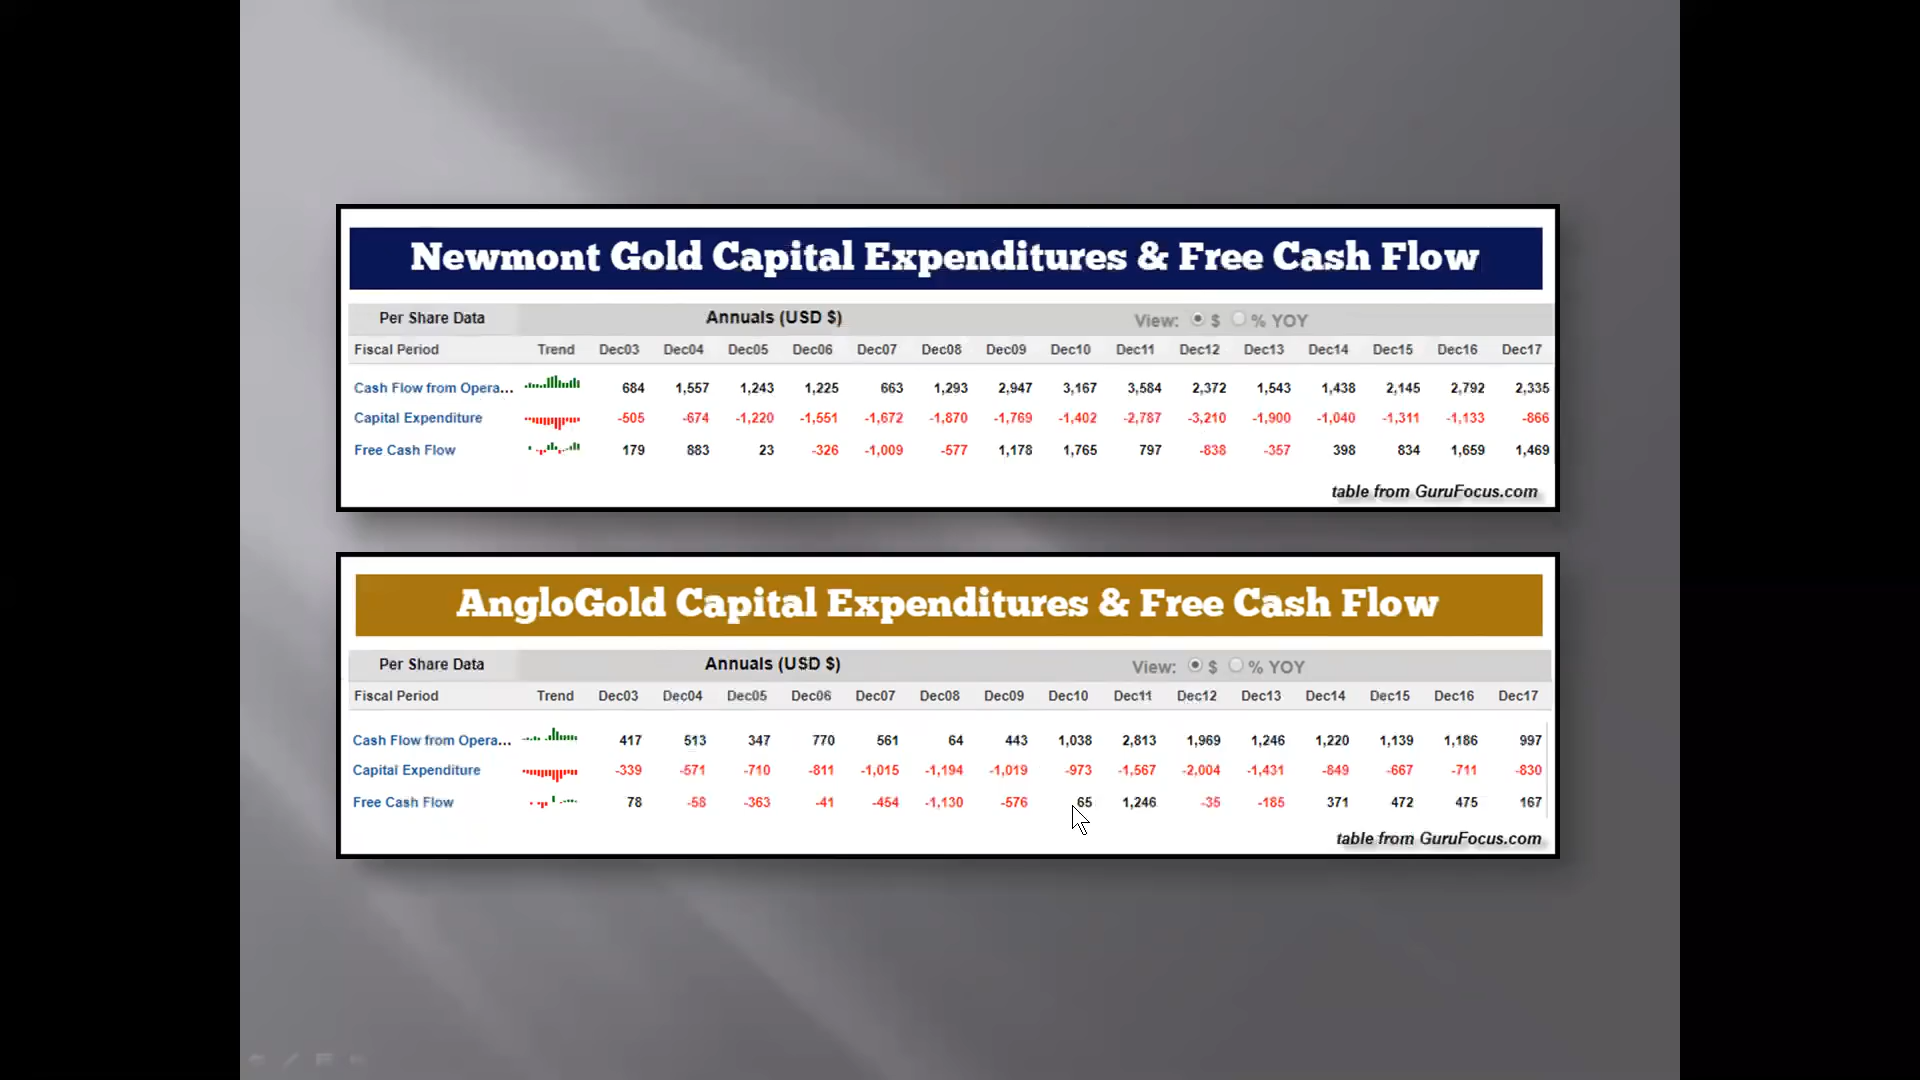 Newmont Gold Capital Expenditures & Free Cash Flow
Per Share Data Annuals (USD $) View: $ % YOY
Fiscal Period Trend Dec03 Dec04 Dec05 Dec06 Dec07 Dec08 Dec09 Dec10 Dec11 Dec12 Dec13 Dec14 Dec15 Dec16 Dec17
Cash Flow from Opera... 684 1,557 1,243 1,225 663 1,293 2,947 3,167 3,584 2,372 1,543 1,438 2,145 2,792 2,335
Capital Expenditure -505 -674 -1,220 -1,551 -1,672 -1,870 -1,769 -1,402 -2,787 -3,210 -1,900 -1,040 -1,311 -1,133 -866
Free Cash Flow 179 883 23 -326 -1,009 -577 1,178 1,765 797 -838 -357 398 834 1,659 1,469
table from GuruFocus.com
AngloGold Capital Expenditures & Free Cash Flow
Per Share Data Annuals (USD $) View: $ % YOY
Fiscal Period Trend Dec03 Dec04 Dec05 Dec06 Dec07 Dec08 Dec09 Dec10 Dec11 Dec12 Dec13 Dec14 Dec15 Dec16 Dec17
Cash Flow from Opera... 417 513 347 770 561 64 443 1,038 2,813 1,969 1,246 1,220 1,139 1,186 997
Capital Expenditure -339 -571 -710 -811 -1,015 -1,194 -1,019 -973 -1,567 -2,004 -1,431 -849 -667 -711 -830
Free Cash Flow 78 -58 -363 -41 -454 -1,130 -576 65 1,246 -35 -185 371 472 475 167
table from GuruFocus.com